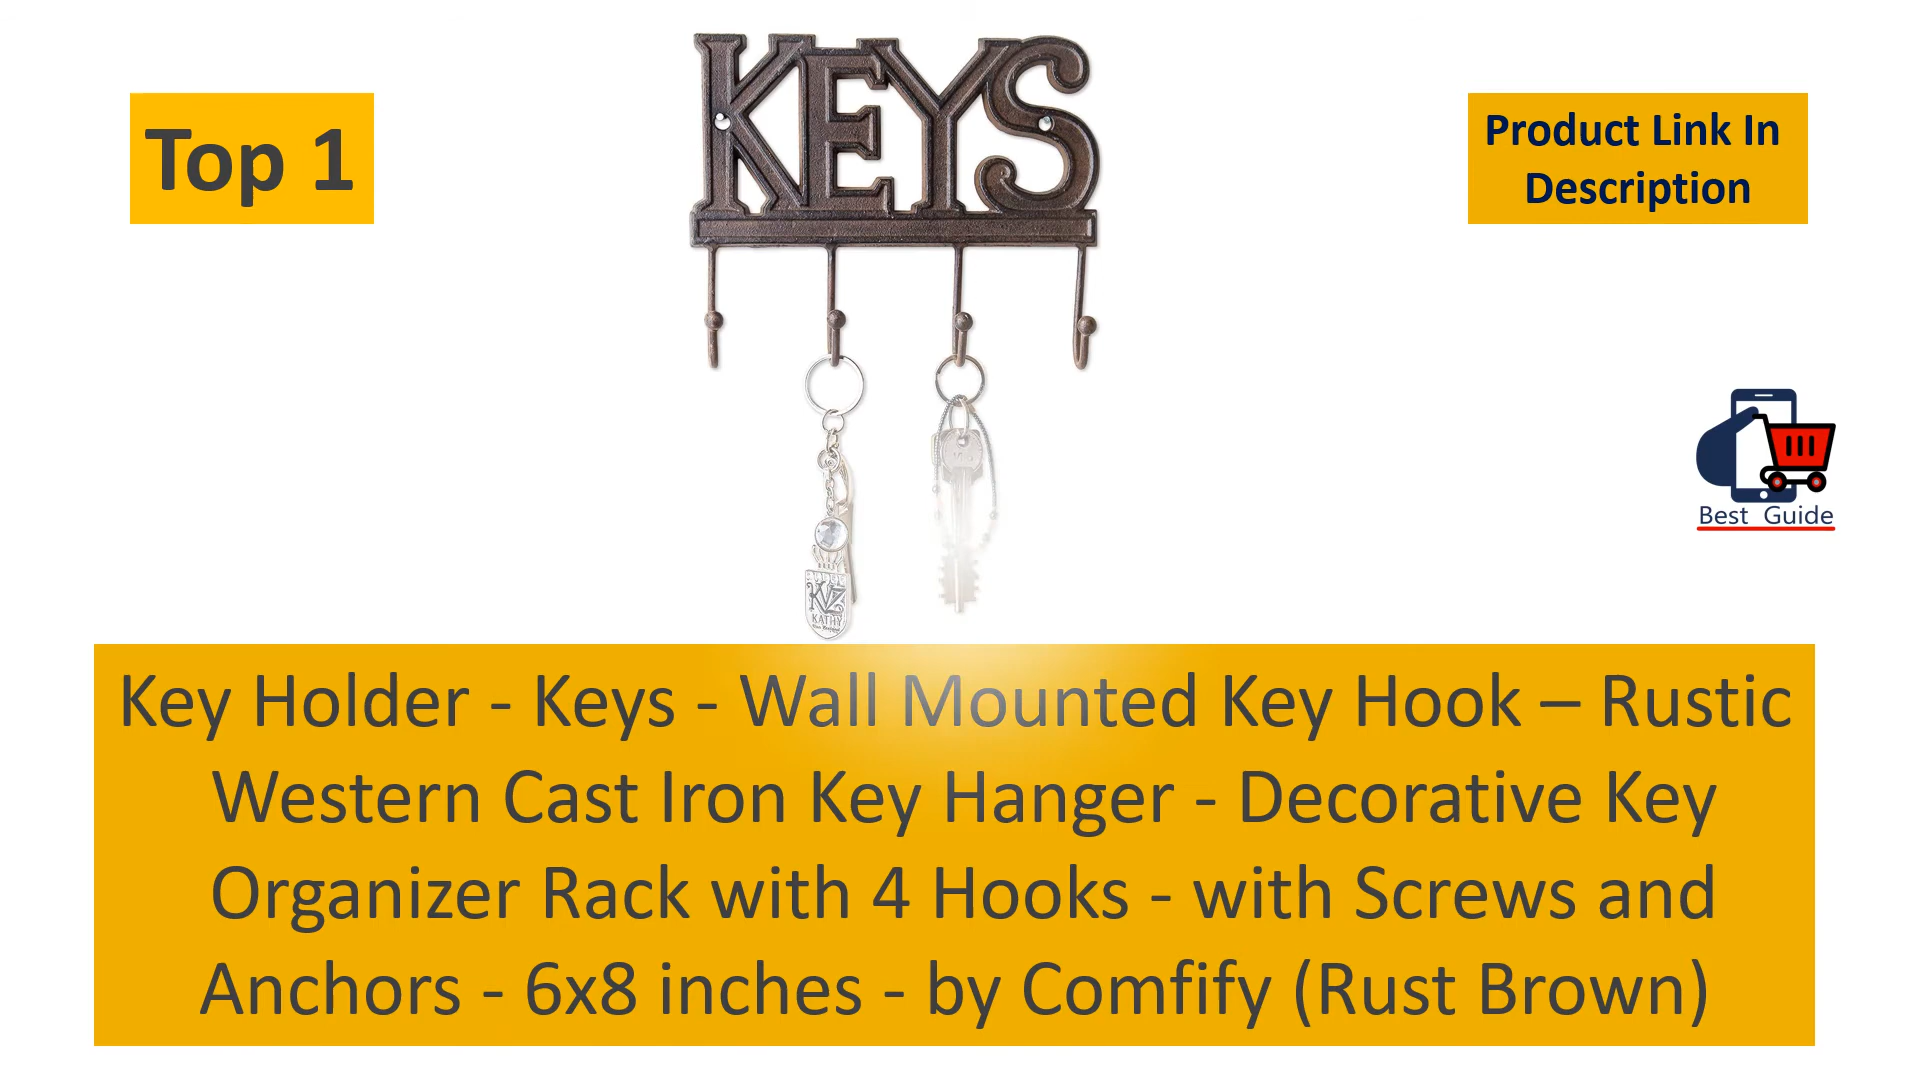 KEYS
Top 1
Product Link In
Description
KVZ
KATHY
Best Guide
Key Holder - Keys - Wall Mounted Key Hook – Rustic
Western Cast Iron Key Hanger - Decorative Key
Organizer Rack with 4 Hooks - with Screws and
Anchors - 6x8 inches - by Comfify (Rust Brown)